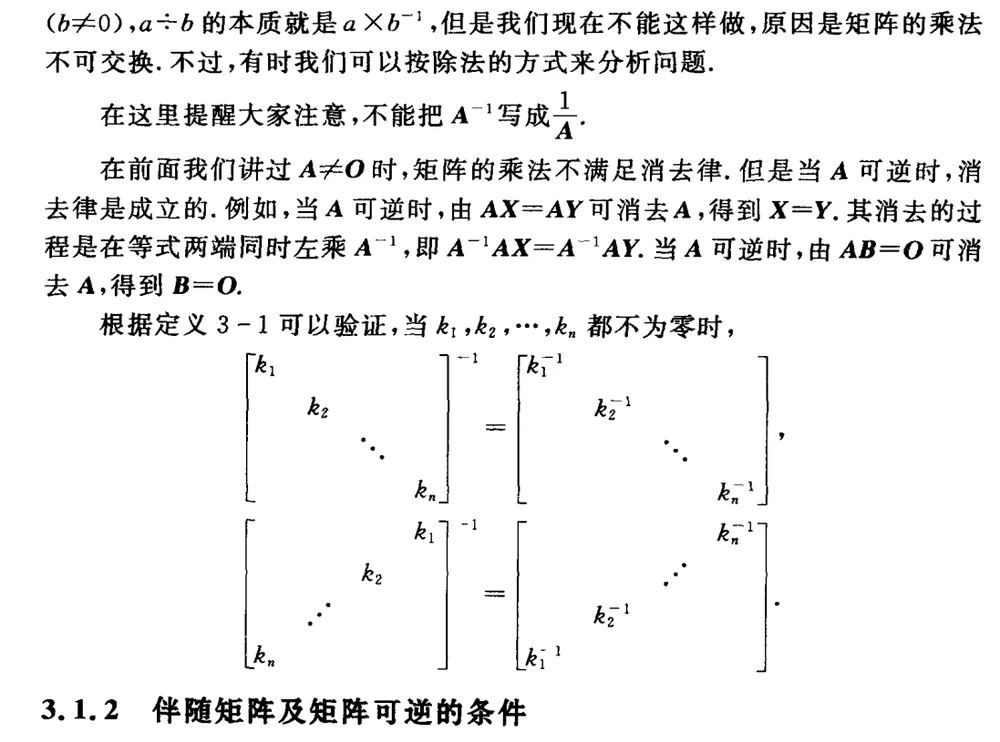 (b≠0),a÷b 的本质就是 a×b⁻¹,但是我们现在不能这样做,原因是矩阵的乘法
不可交换.不过,有时我们可以按除法的方式来分析问题.
在这里提醒大家注意,不能把 A⁻¹写成1/A.
在前面我们讲过 A≠O 时,矩阵的乘法不满足消去律.但是当 A 可逆时,消
去律是成立的.例如,当 A 可逆时,由 AX=AY 可消去 A,得到 X=Y.其消去的过
程是在等式两端同时左乘 A⁻¹,即 A⁻¹AX=A⁻¹AY.当 A 可逆时,由 AB=O 可消
去 A,得到 B=O.
根据定义 3-1 可以验证,当 k₁,k₂,⋯,kₙ 都不为零时,
[k₁ ]⁻¹ [k₁⁻¹ ]
k₂ k₂⁻¹
= ,
⋱ ⋱
kₙ kₙ⁻¹
[ k₁]⁻¹ [ kₙ⁻¹]
k₂ ⋰
= .
⋰ k₂⁻¹
kₙ k₁⁻¹
3.1.2 伴随矩阵及矩阵可逆的条件